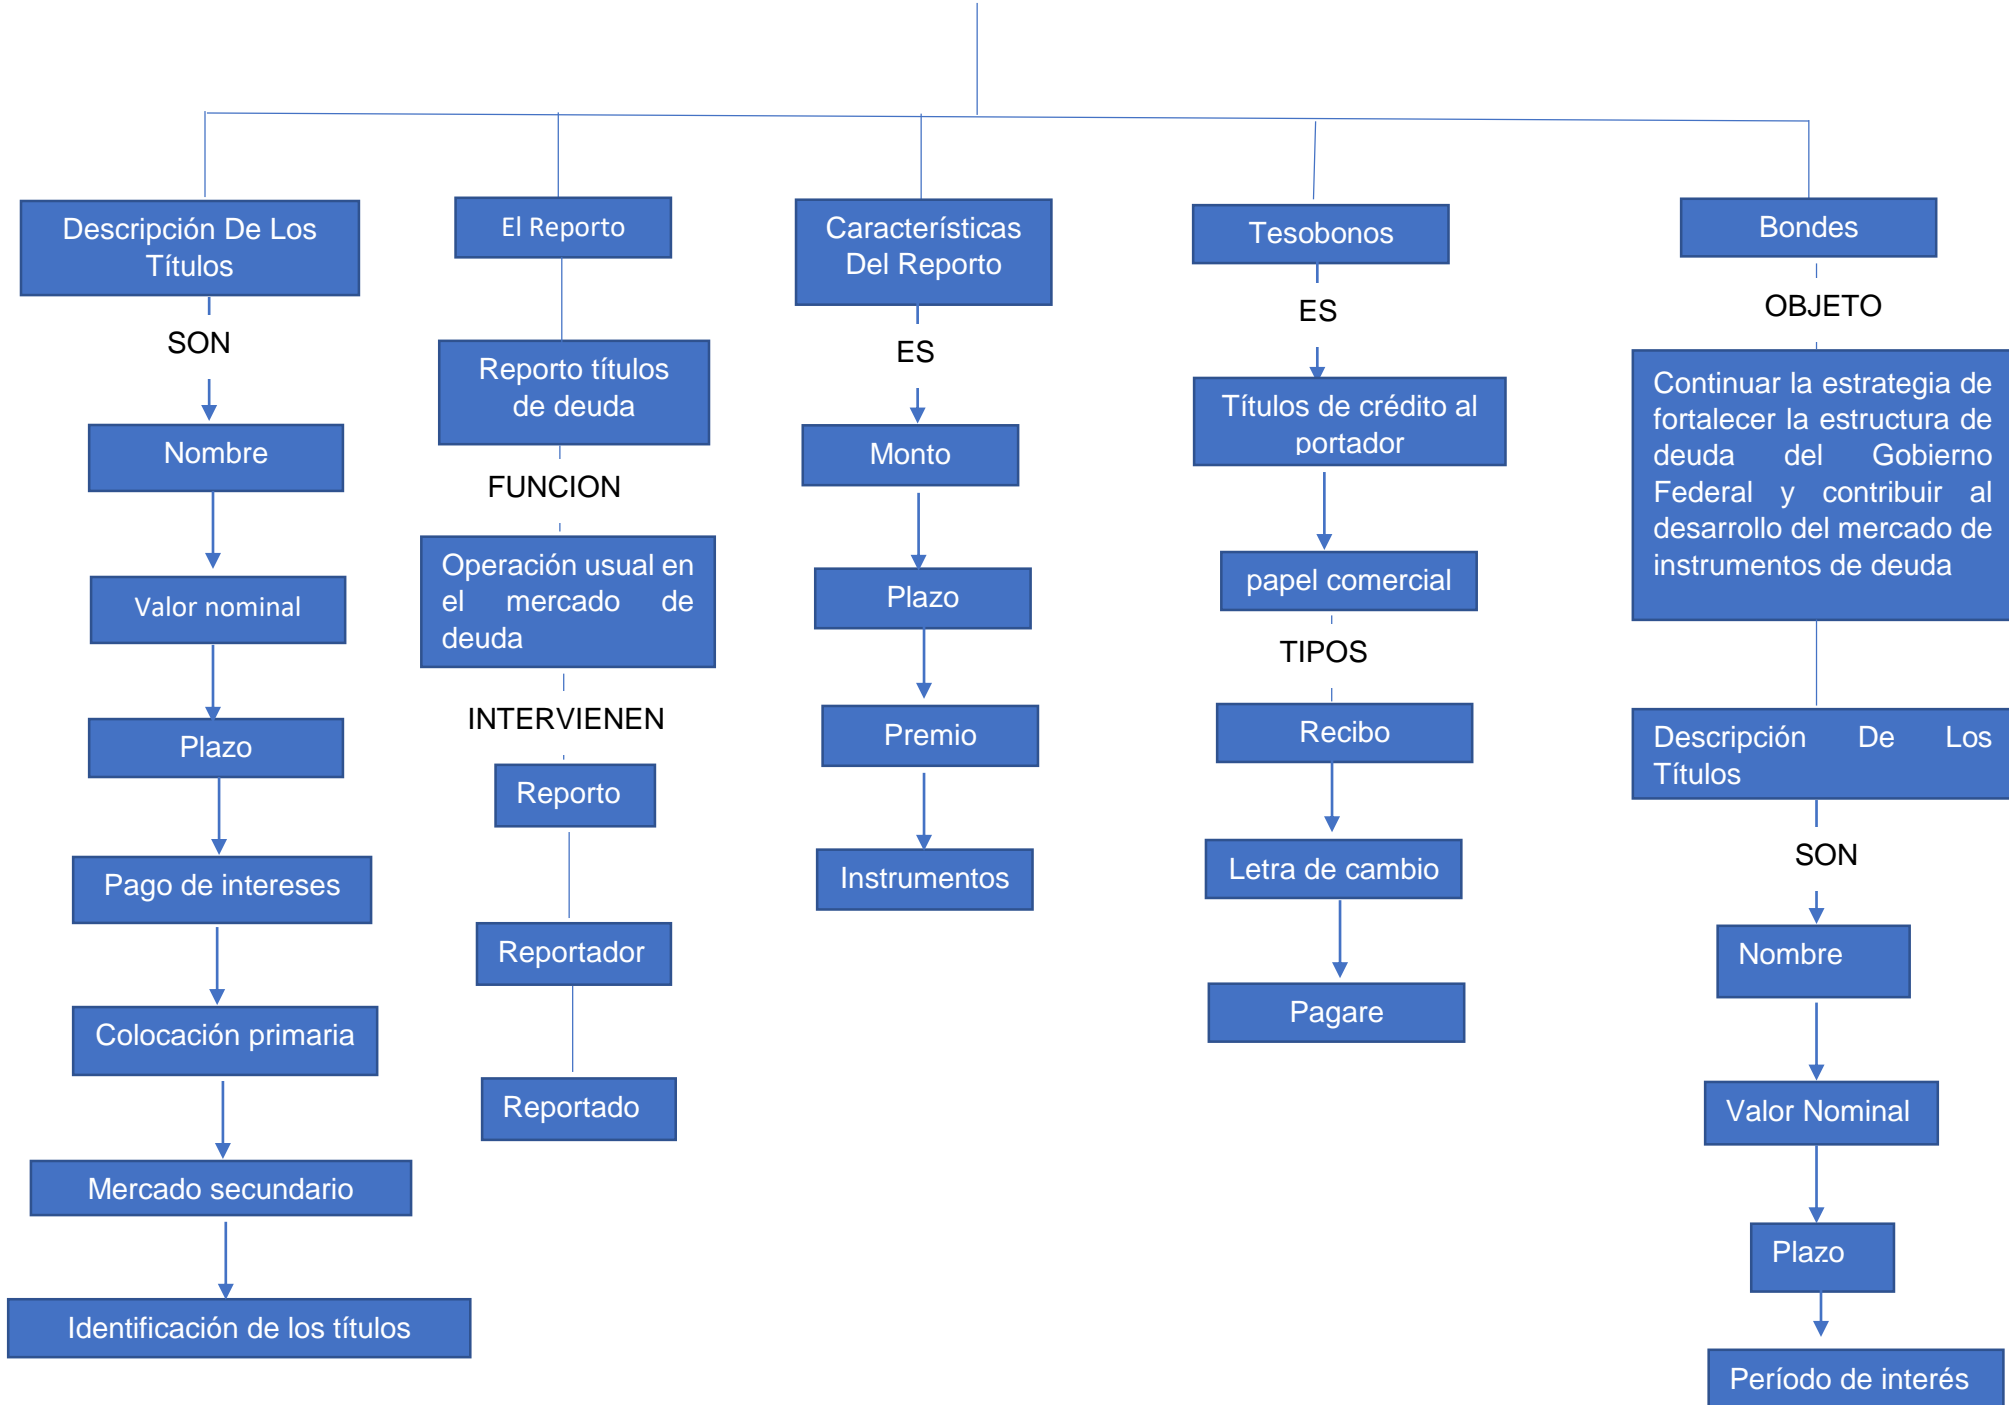 Descripción De Los
Títulos
SON
Nombre
Valor nominal
Plazo
Pago de intereses
Colocación primaria
Mercado secundario
Identificación de los títulos
El Reporto
Reporto títulos
de deuda
FUNCION
Operación usual en
el mercado de
deuda
INTERVIENEN
Reporto
Reportador
Reportado
Características
Del Reporto
ES
Monto
Plazo
Premio
Instrumentos
Tesobonos
ES
Títulos de crédito al
portador
papel comercial
TIPOS
Recibo
Letra de cambio
Pagare
Bondes
OBJETO
Continuar la estrategia de
fortalecer la estructura de
deuda del Gobierno
Federal y contribuir al
desarrollo del mercado de
instrumentos de deuda
Descripción De Los
Títulos
SON
Nombre
Valor Nominal
Plazo
Período de interés